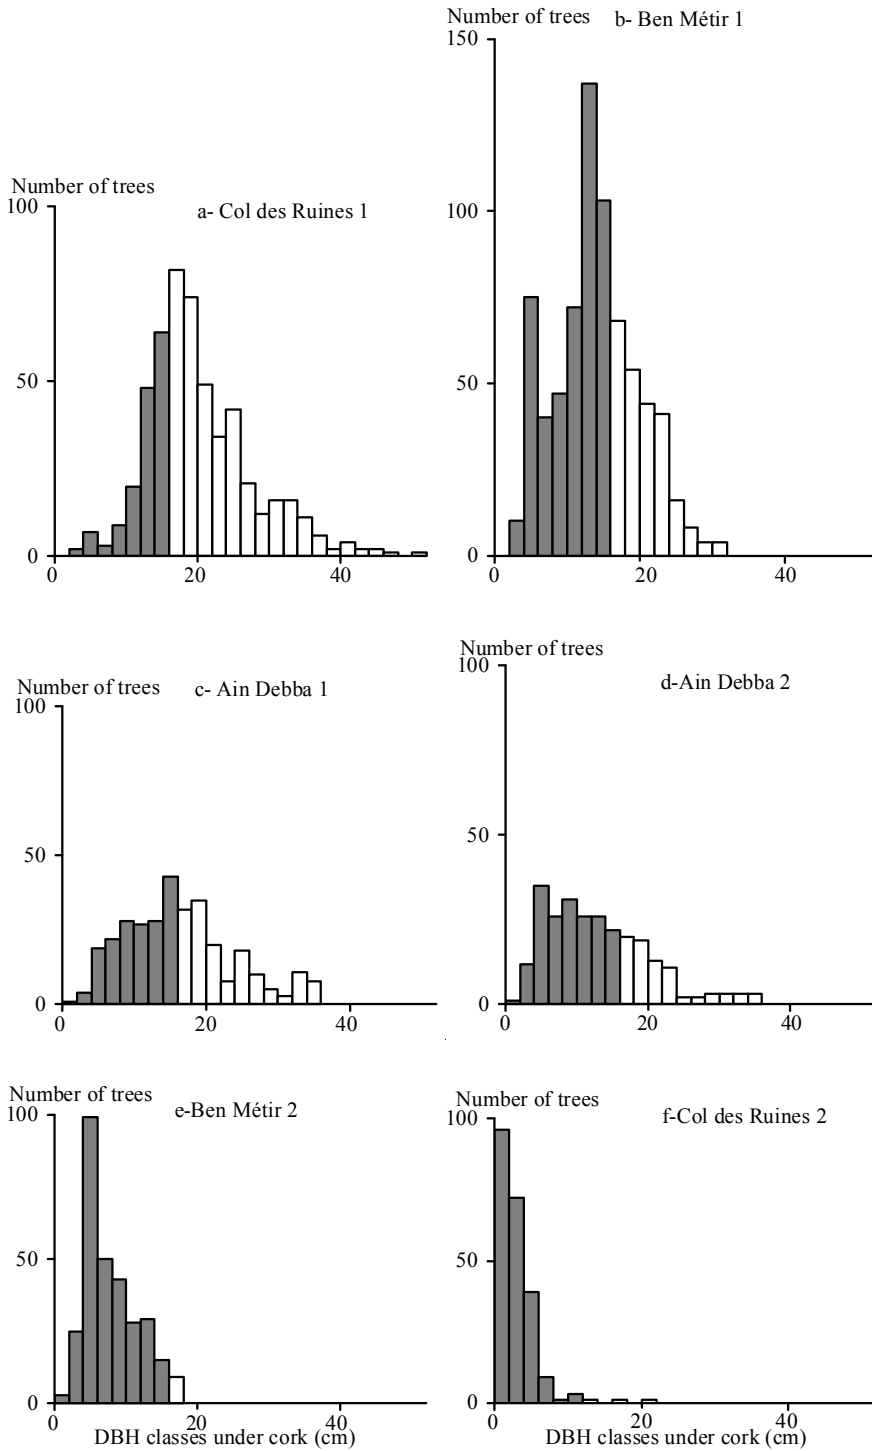 Number of trees
a- Col des Ruines 1
100
50
0
0
20
40
Number of trees
b- Ben Métir 1
150
100
50
0
0
20
40
Number of trees
c- Ain Debba 1
100
50
0
0
20
40
Number of trees
d-Ain Debba 2
100
50
0
0
20
40
Number of trees
e-Ben Métir 2
100
50
0
0
20
40
DBH classes under cork (cm)
Number of trees
f-Col des Ruines 2
100
50
0
0
20
40
DBH classes under cork (cm)